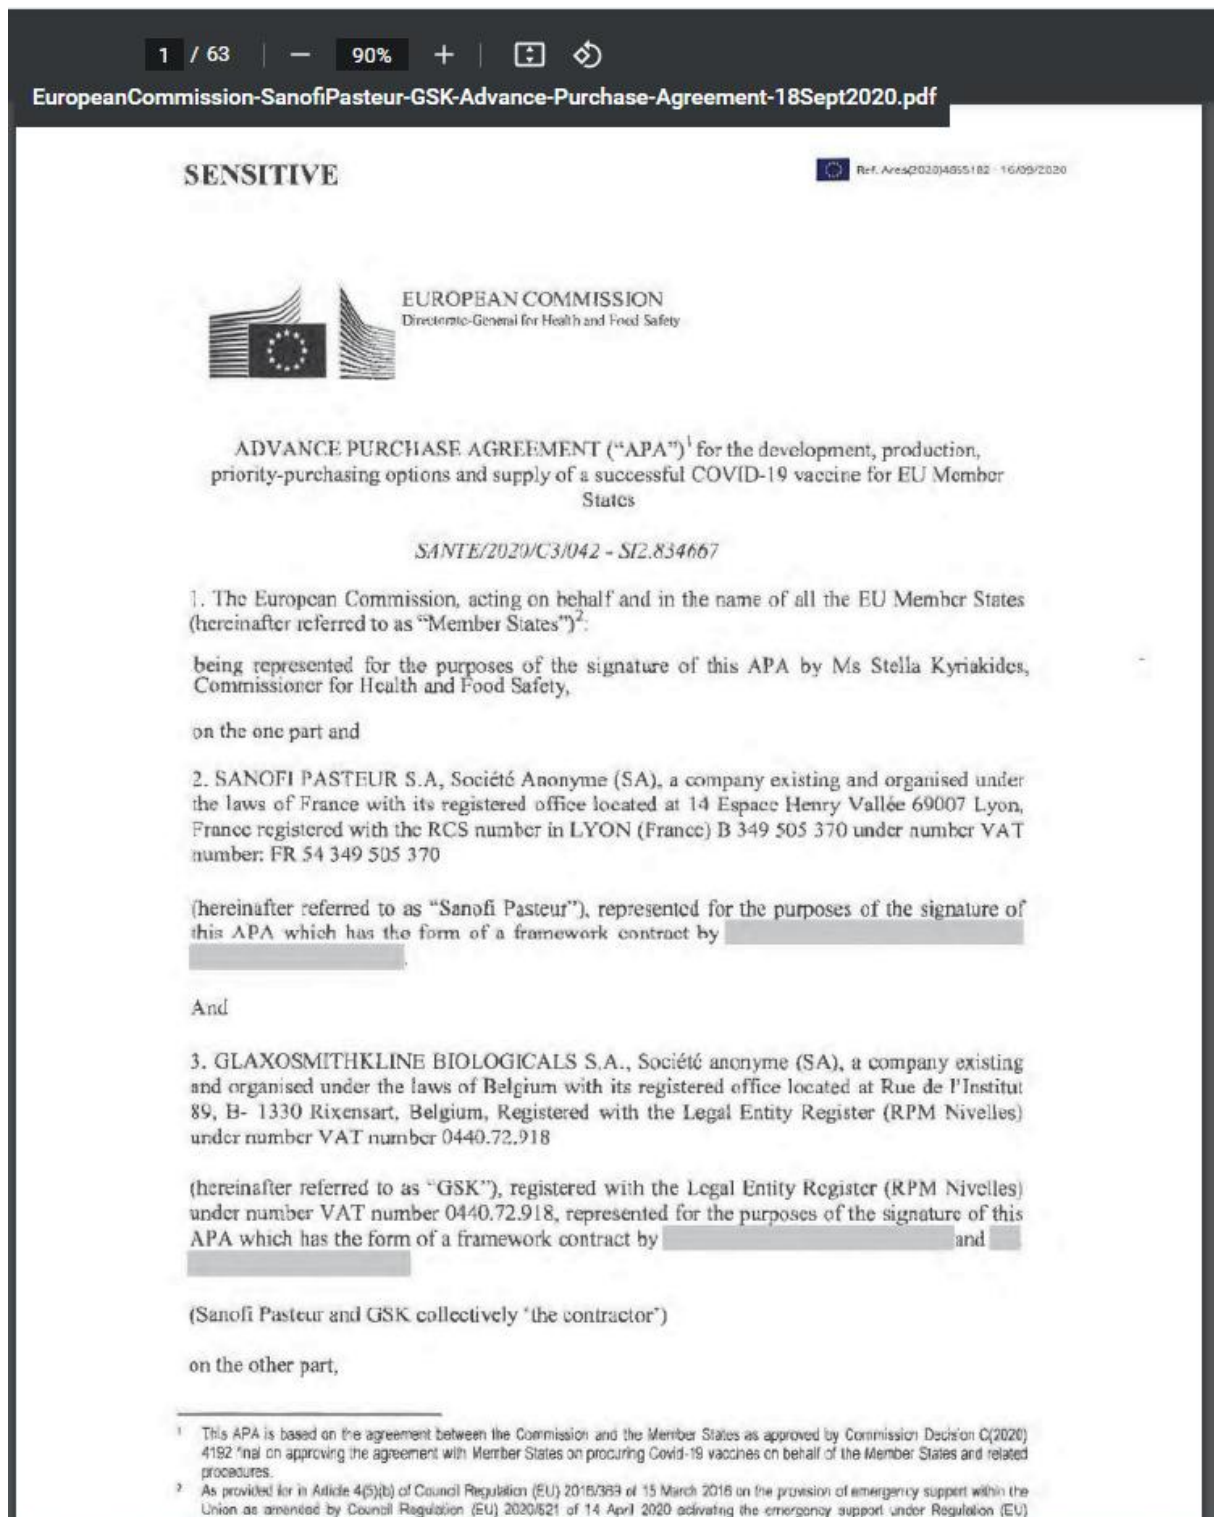 1 / 63 — 90% +
EuropeanCommission-SanofiPasteur-GSK-Advance-Purchase-Agreement-18Sept2020.pdf
SENSITIVE
Ref. Ares(2020)4855182 - 16/09/2020
EUROPEAN COMMISSION
Directorate-General for Health and Food Safety
ADVANCE PURCHASE AGREEMENT (“APA”)1 for the development, production,
priority-purchasing options and supply of a successful COVID-19 vaccine for EU Member
States
SANTE/2020/C3/042 - SI2.834667
1. The European Commission, acting on behalf and in the name of all the EU Member States
(hereinafter referred to as “Member States”)2:
being represented for the purposes of the signature of this APA by Ms Stella Kyriakides,
Commissioner for Health and Food Safety,
on the one part and
2. SANOFI PASTEUR S.A, Société Anonyme (SA), a company existing and organised under
the laws of France with its registered office located at 14 Espace Henry Vallée 69007 Lyon,
France registered with the RCS number in LYON (France) B 349 505 370 under number VAT
number: FR 54 349 505 370
(hereinafter referred to as “Sanofi Pasteur”), represented for the purposes of the signature of
this APA which has the form of a framework contract by
.
And
3. GLAXOSMITHKLINE BIOLOGICALS S.A., Société anonyme (SA), a company existing
and organised under the laws of Belgium with its registered office located at Rue de l'Institut
89, B- 1330 Rixensart, Belgium, Registered with the Legal Entity Register (RPM Nivelles)
under number VAT number 0440.72.918
(hereinafter referred to as “GSK”), registered with the Legal Entity Register (RPM Nivelles)
under number VAT number 0440.72.918, represented for the purposes of the signature of this
APA which has the form of a framework contract by and
(Sanofi Pasteur and GSK collectively ‘the contractor’)
on the other part,
1 This APA is based on the agreement between the Commission and the Member States as approved by Commission Decision C(2020)
4192 final on approving the agreement with Member States on procuring Covid-19 vaccines on behalf of the Member States and related
procedures.
2 As provided for in Article 4(5)(b) of Council Regulation (EU) 2016/369 of 15 March 2016 on the provision of emergency support within the
Union as amended by Council Regulation (EU) 2020/521 of 14 April 2020 activating the emergency support under Regulation (EU)